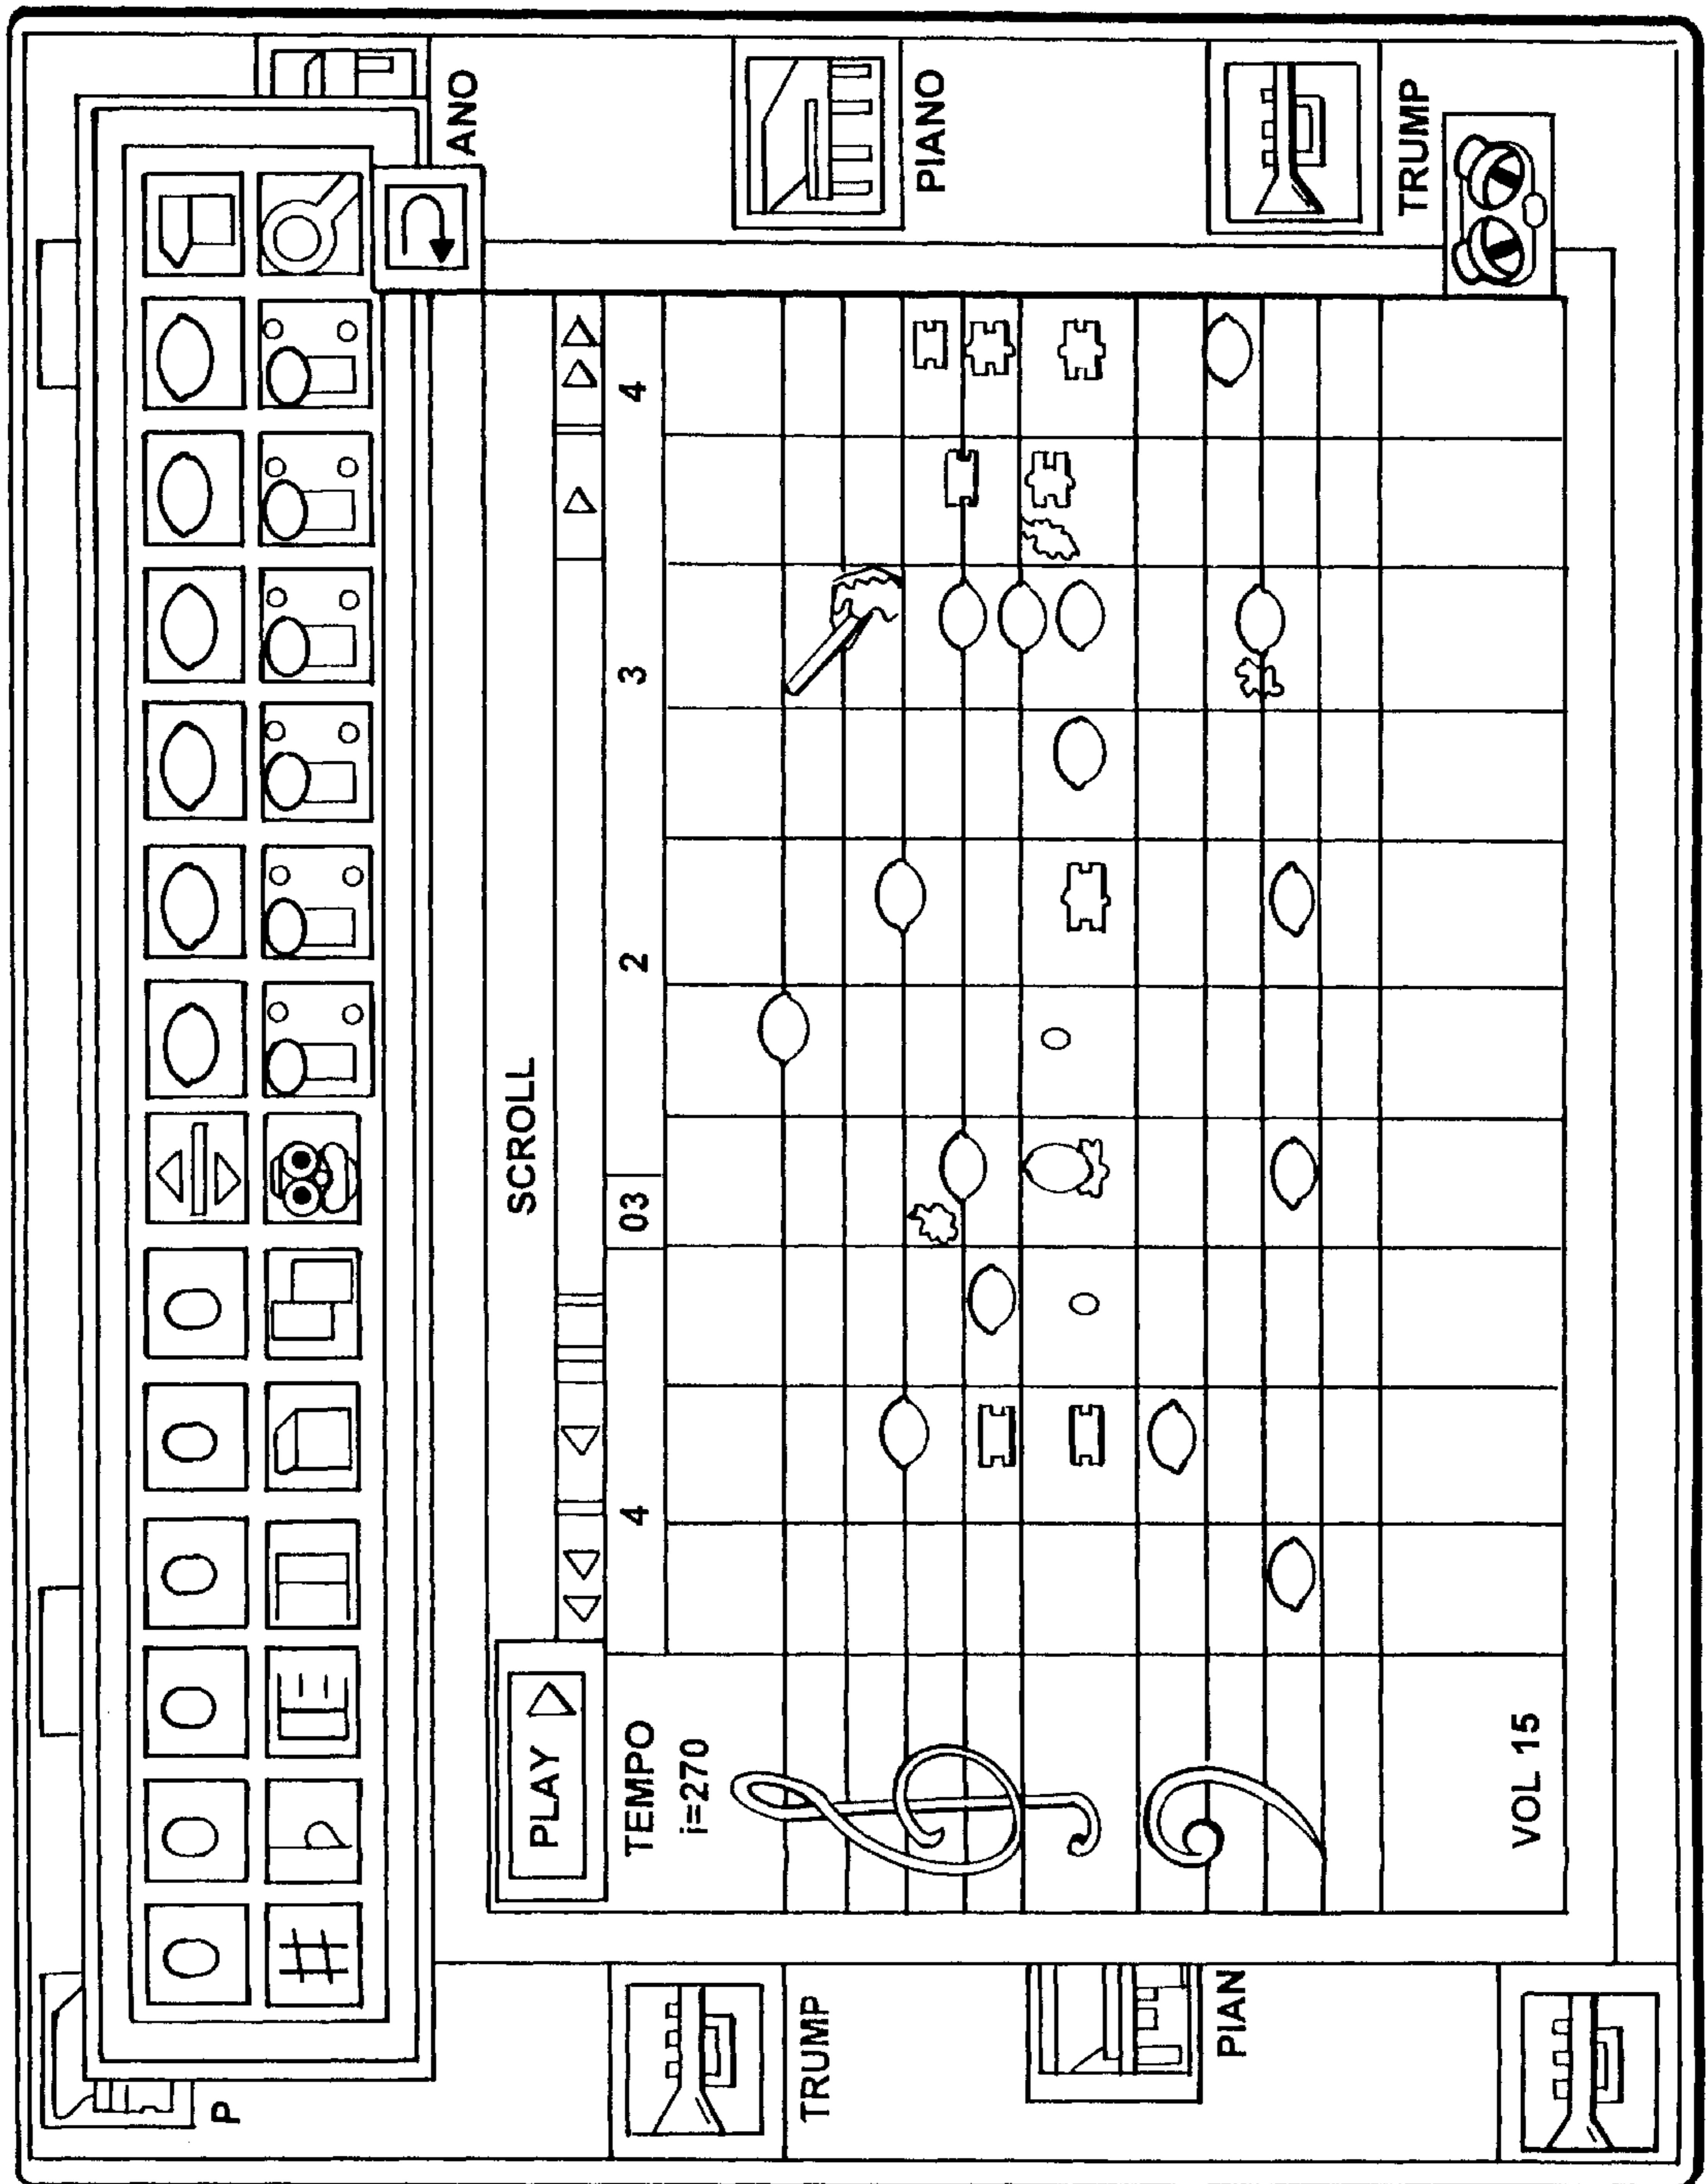 P
ANO
SCROLL
PLAY
TEMPO 4 03 2 3 4
i=270
TRUMP
PIANO
PIAN
TRUMP
VOL 15